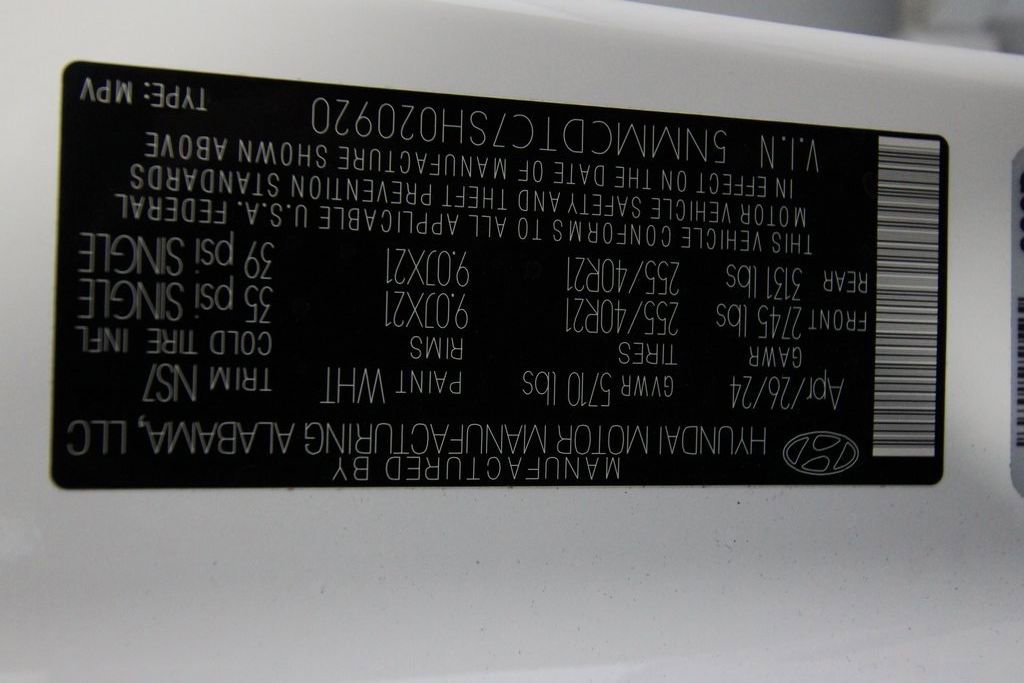 MANUFACTURED BY
HYUNDAI MOTOR MANUFACTURING ALABAMA, LLC
Apr/26/24 GVWR 5710 lbs PAINT WHT TRIM NS7
GAWR TIRES RIMS COLD TIRE INFL
FRONT 2745 lbs 255/40R21 9.0JX21 35 psi SINGLE
REAR 3131 lbs 255/40R21 9.0JX21 39 psi SINGLE
THIS VEHICLE CONFORMS TO ALL APPLICABLE U.S.A. FEDERAL
MOTOR VEHICLE SAFETY AND THEFT PREVENTION STANDARDS
IN EFFECT ON THE DATE OF MANUFACTURE SHOWN ABOVE
V.I.N 5NMMCDTC7SH020920 TYPE: MPV